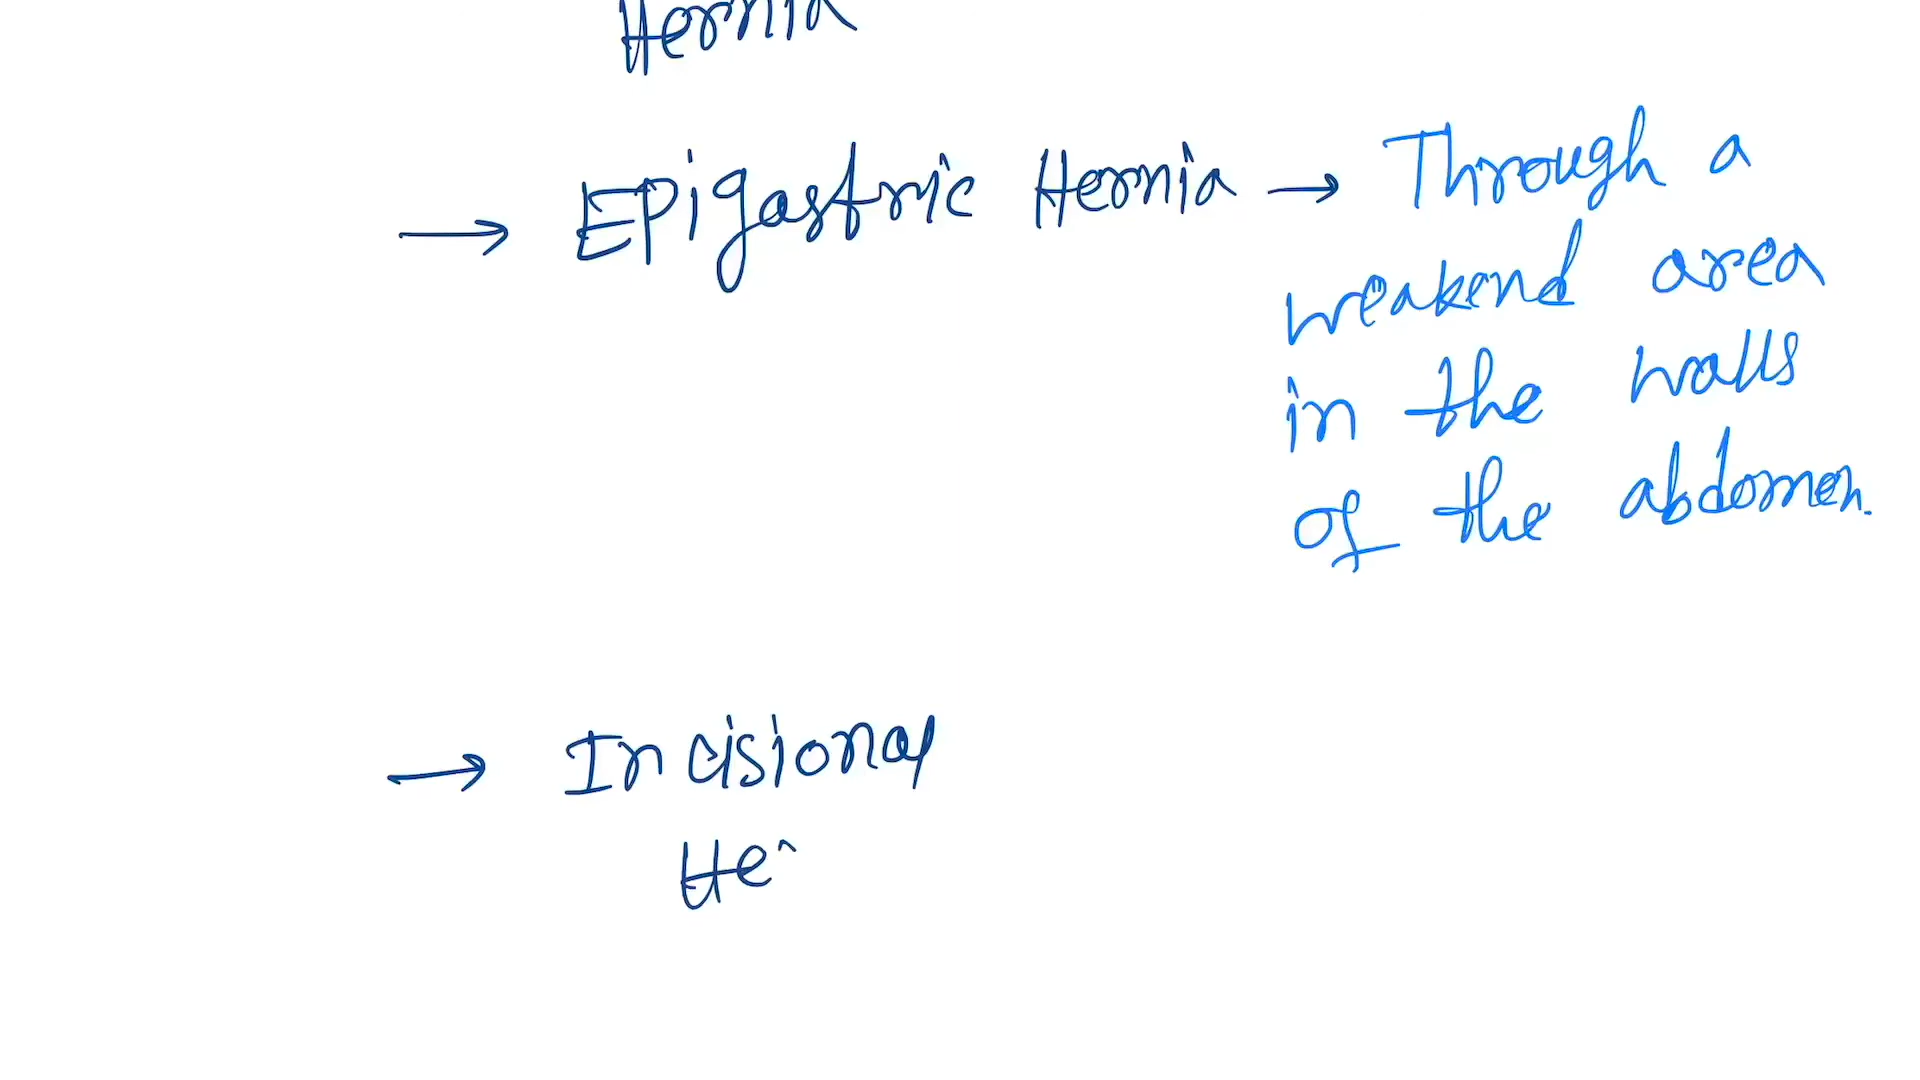 Hernia
→ Epigastric Hernia → Through a
weakend area
in the walls
of the abdomen.
→ Incisional
He